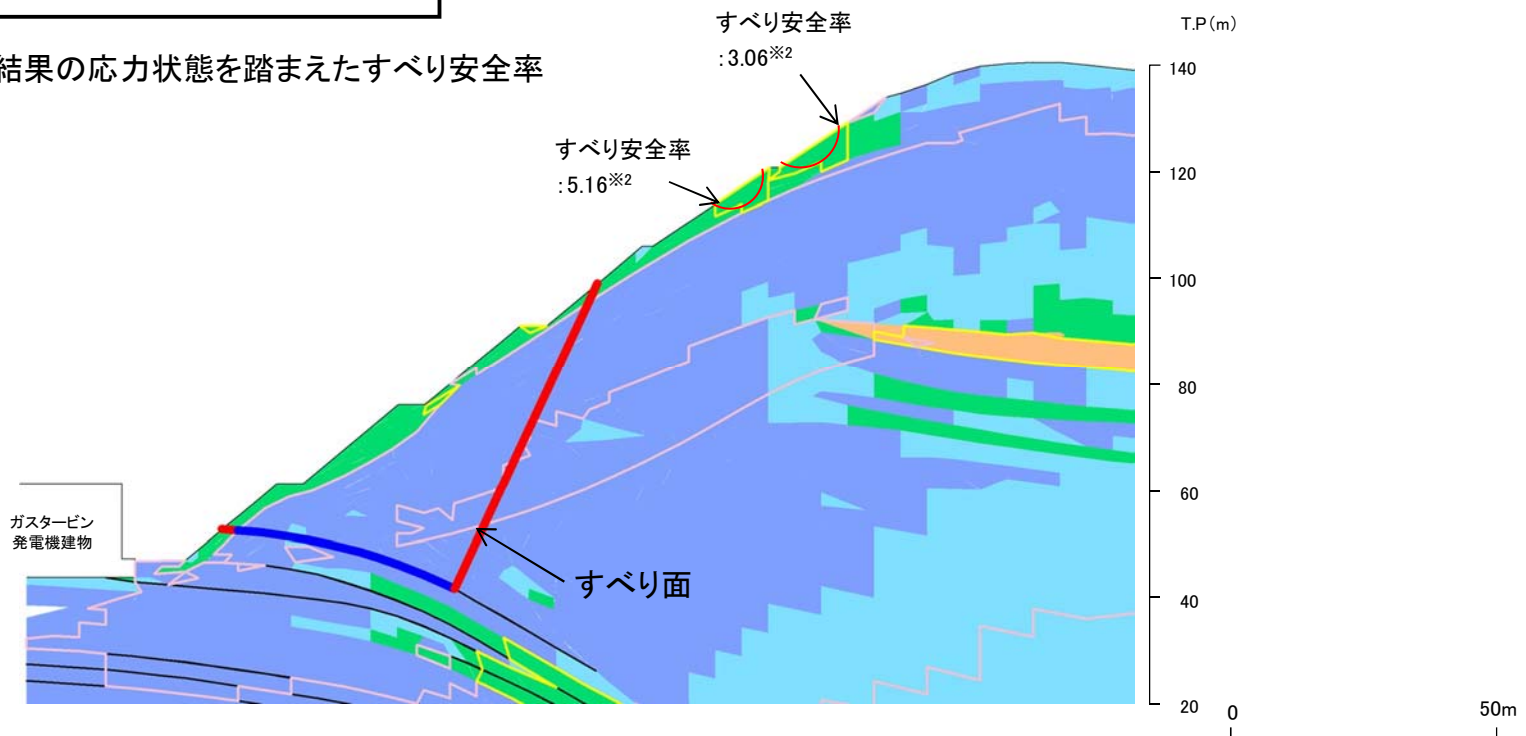 結果の応力状態を踏まえたすべり安全率
すべり安全率
:3.06※2
すべり安全率
:5.16※2
T.P(m)
140
120
100
80
60
40
20
ガスタービン
発電機建物
すべり面
0
50m